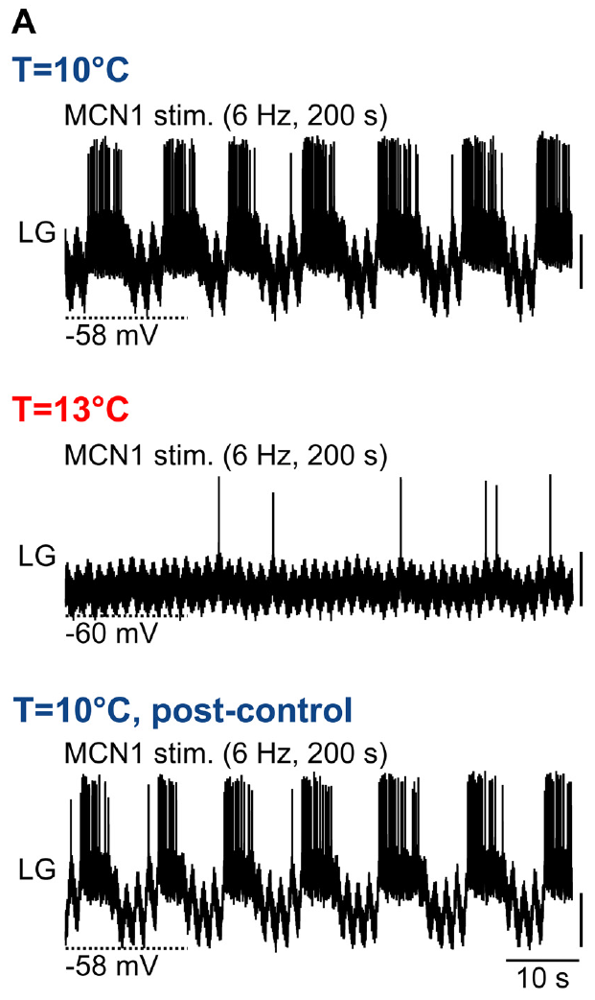 A
T=10°C
MCN1 stim. (6 Hz, 200 s)
LG
-58 mV
T=13°C
MCN1 stim. (6 Hz, 200 s)
LG
-60 mV
T=10°C, post-control
MCN1 stim. (6 Hz, 200 s)
LG
-58 mV
10 s